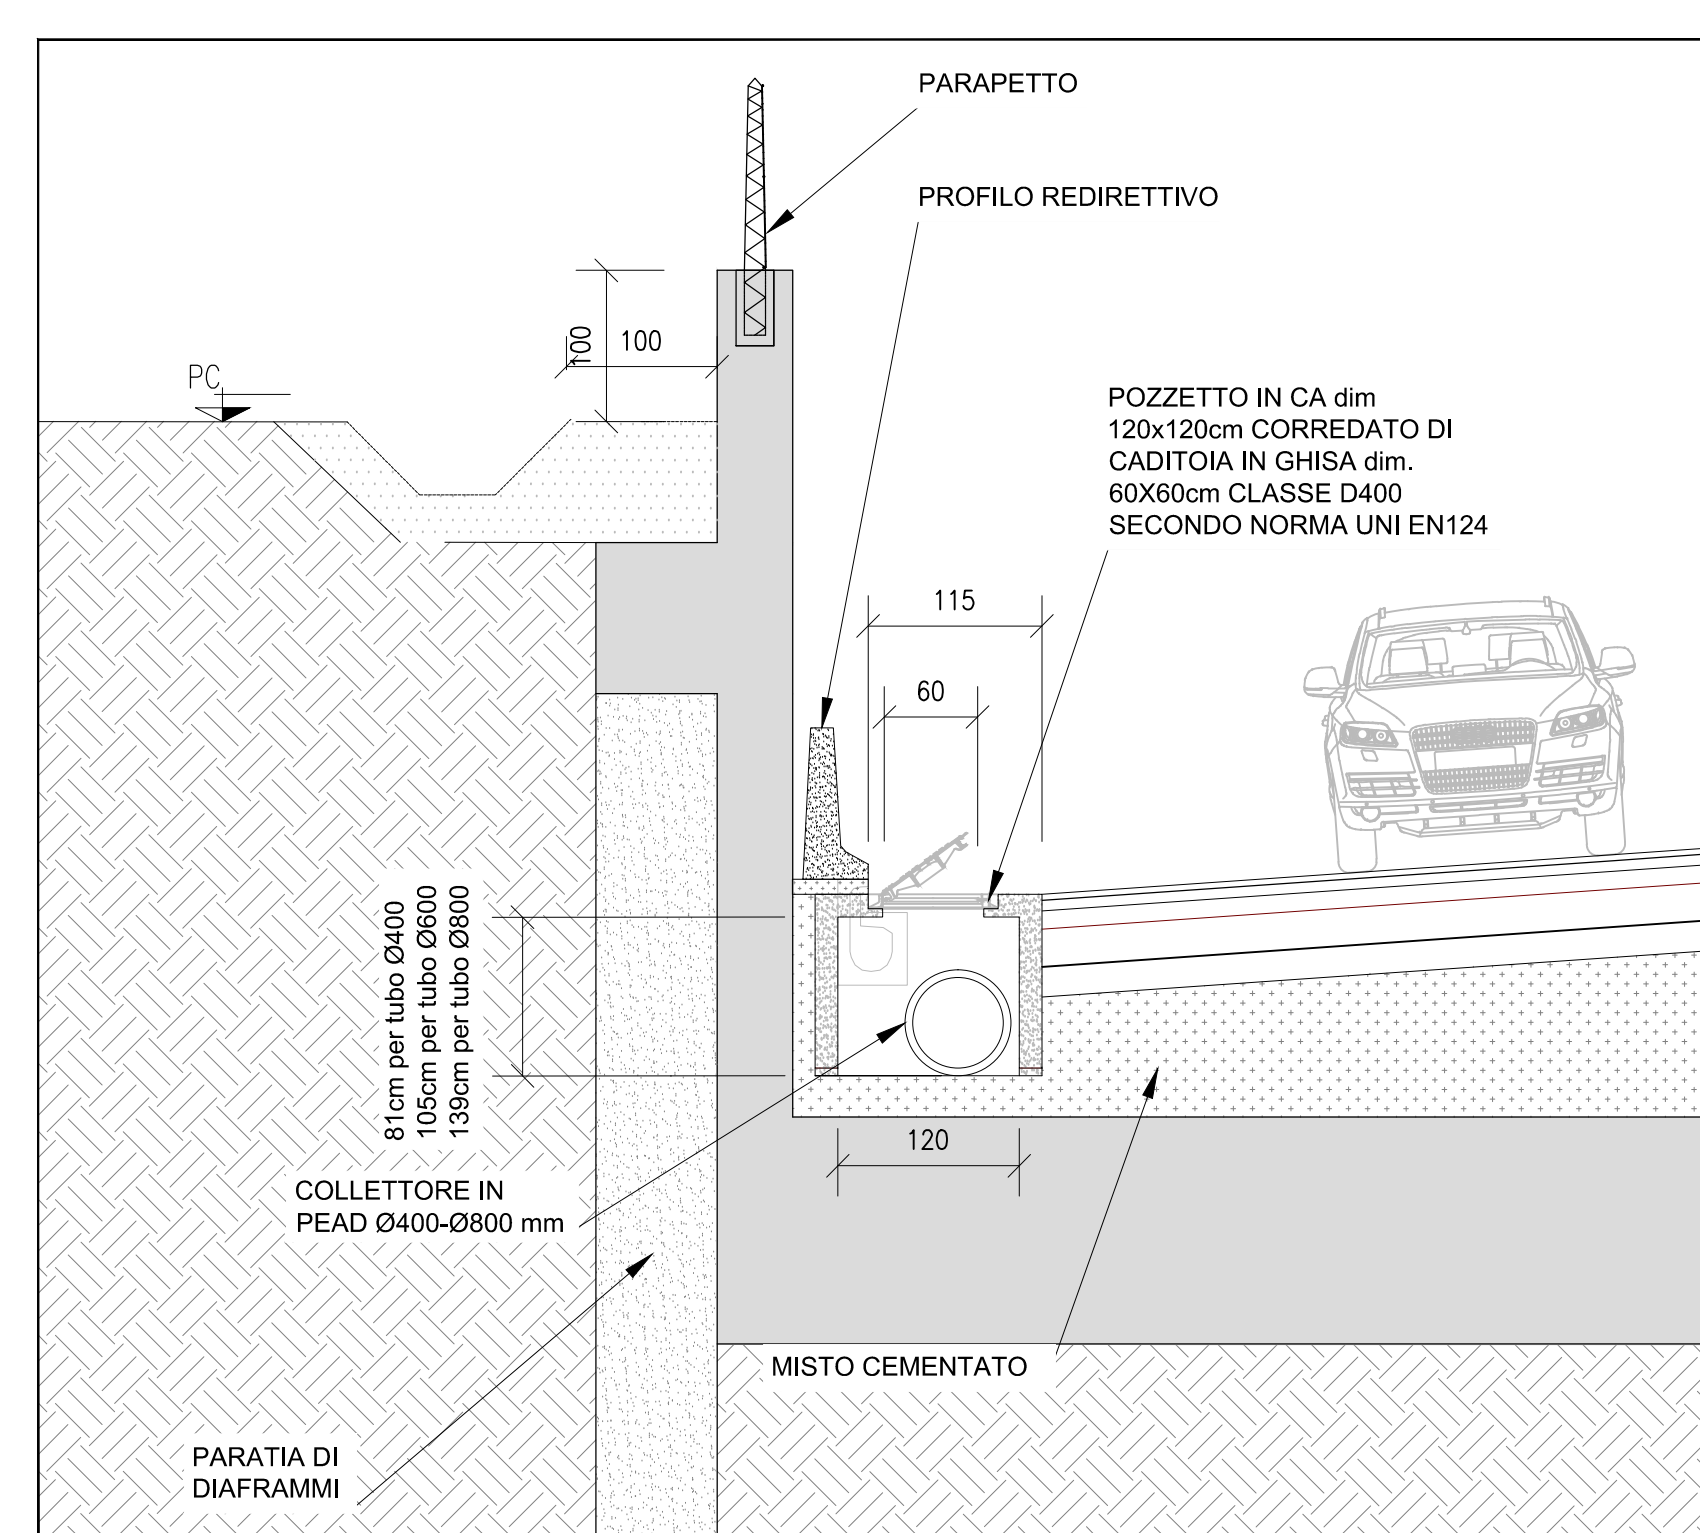 PARAPETTO
PROFILO REDIRETTIVO
100
100
PC
POZZETTO IN CA dim
120x120cm CORREDATO DI
CADITOIA IN GHISA dim.
60X60cm CLASSE D400
SECONDO NORMA UNI EN124
115
60
81cm per tubo Ø400
105cm per tubo Ø600
139cm per tubo Ø800
120
COLLETTORE IN
PEAD Ø400-Ø800 mm
MISTO CEMENTATO
PARATIA DI
DIAFRAMMI